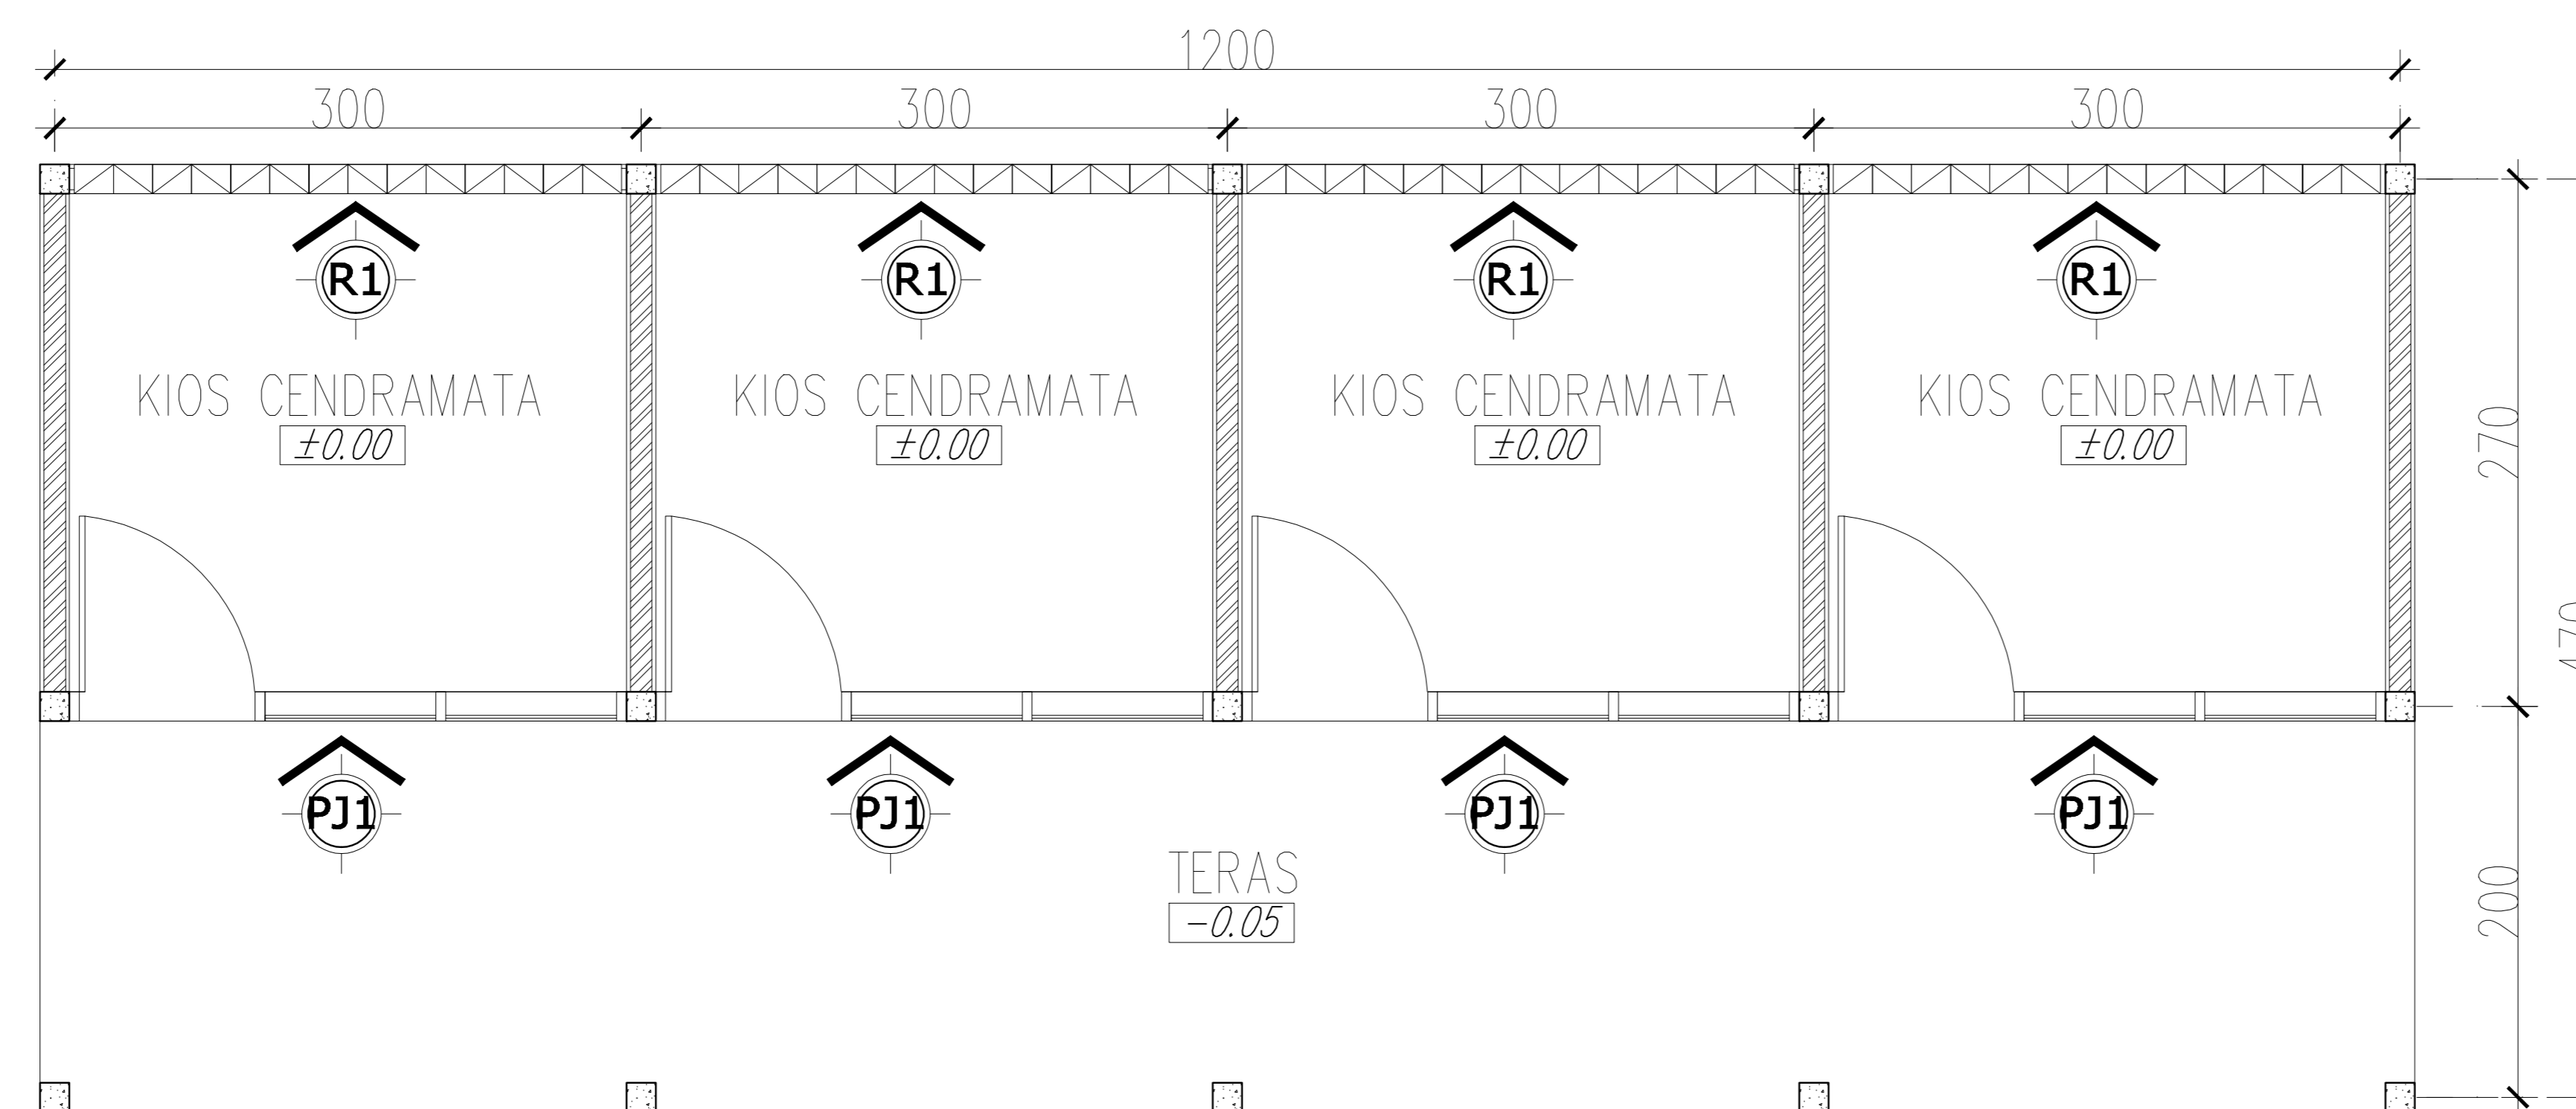 1200
300 300 300 300
R1 R1 R1 R1
KIOS CENDRAMATA KIOS CENDRAMATA KIOS CENDRAMATA KIOS CENDRAMATA
±0.00 ±0.00 ±0.00 ±0.00
270
PJ1 PJ1 PJ1 PJ1
TERAS
-0.05
200